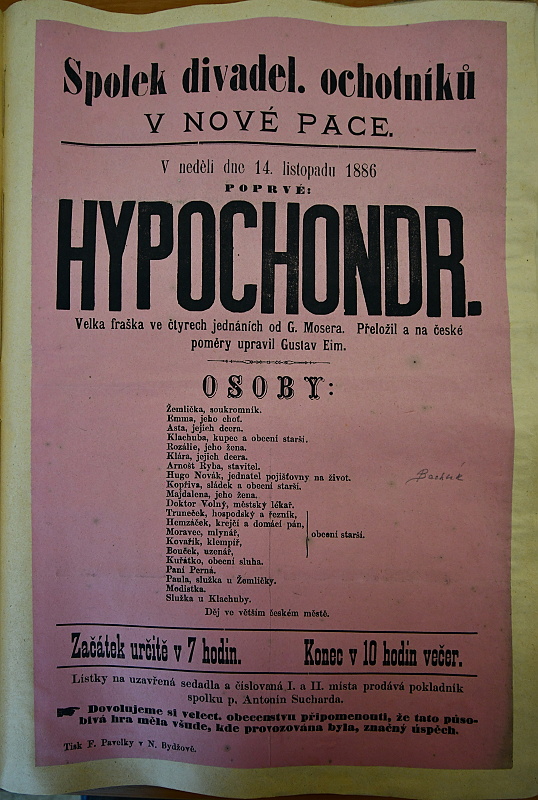 Spolek divadel. ochotníků
V NOVÉ PACE.
V neděli dne 14. listopadu 1886
POPRVÉ:
HYPOCHONDR.
Velka fraška ve čtyrech jednáních od G. Mosera. Přeložil a na české
poměry upravil Gustav Eim.
OSOBY:
Žemlička, soukromník.
Emma, jeho choť.
Asta, jejich dcera.
Klachuba, kupec a obecní starší.
Rozálie, jeho žena.
Klára, jejich dcera.
Arnošt Ryba, stavitel.
Hugo Novák, jednatel pojišťovny na život.
Kopřiva, sládek a obecní starší.
Majdalena, jeho žena.
Doktor Volný, městský lékař.
Truneček, hospodský a řezník,
Hemzáček, krejčí a domácí pán,
Moravec, mlynář,
obecní starší.
Kovařík, klempíř,
Bouček, uzenář,
Kuřátko, obecní sluha.
Paní Perná.
Paula, služka u Žemličky.
Modistka.
Služka u Klachuby.
Děj ve větším českém městě.
Začátek určitě v 7 hodin. Konec v 10 hodin večer.
Lístky na uzavřená sedadla a číslovaná I. a II. místa prodává pokladník
spolku p. Antonín Sucharda.
Dovolujeme si velect. obecenstvu připomenouti, že tato půso-
bivá hra měla všude, kde provozována byla, značný úspěch.
Tisk F. Pavelky v N. Bydžově.